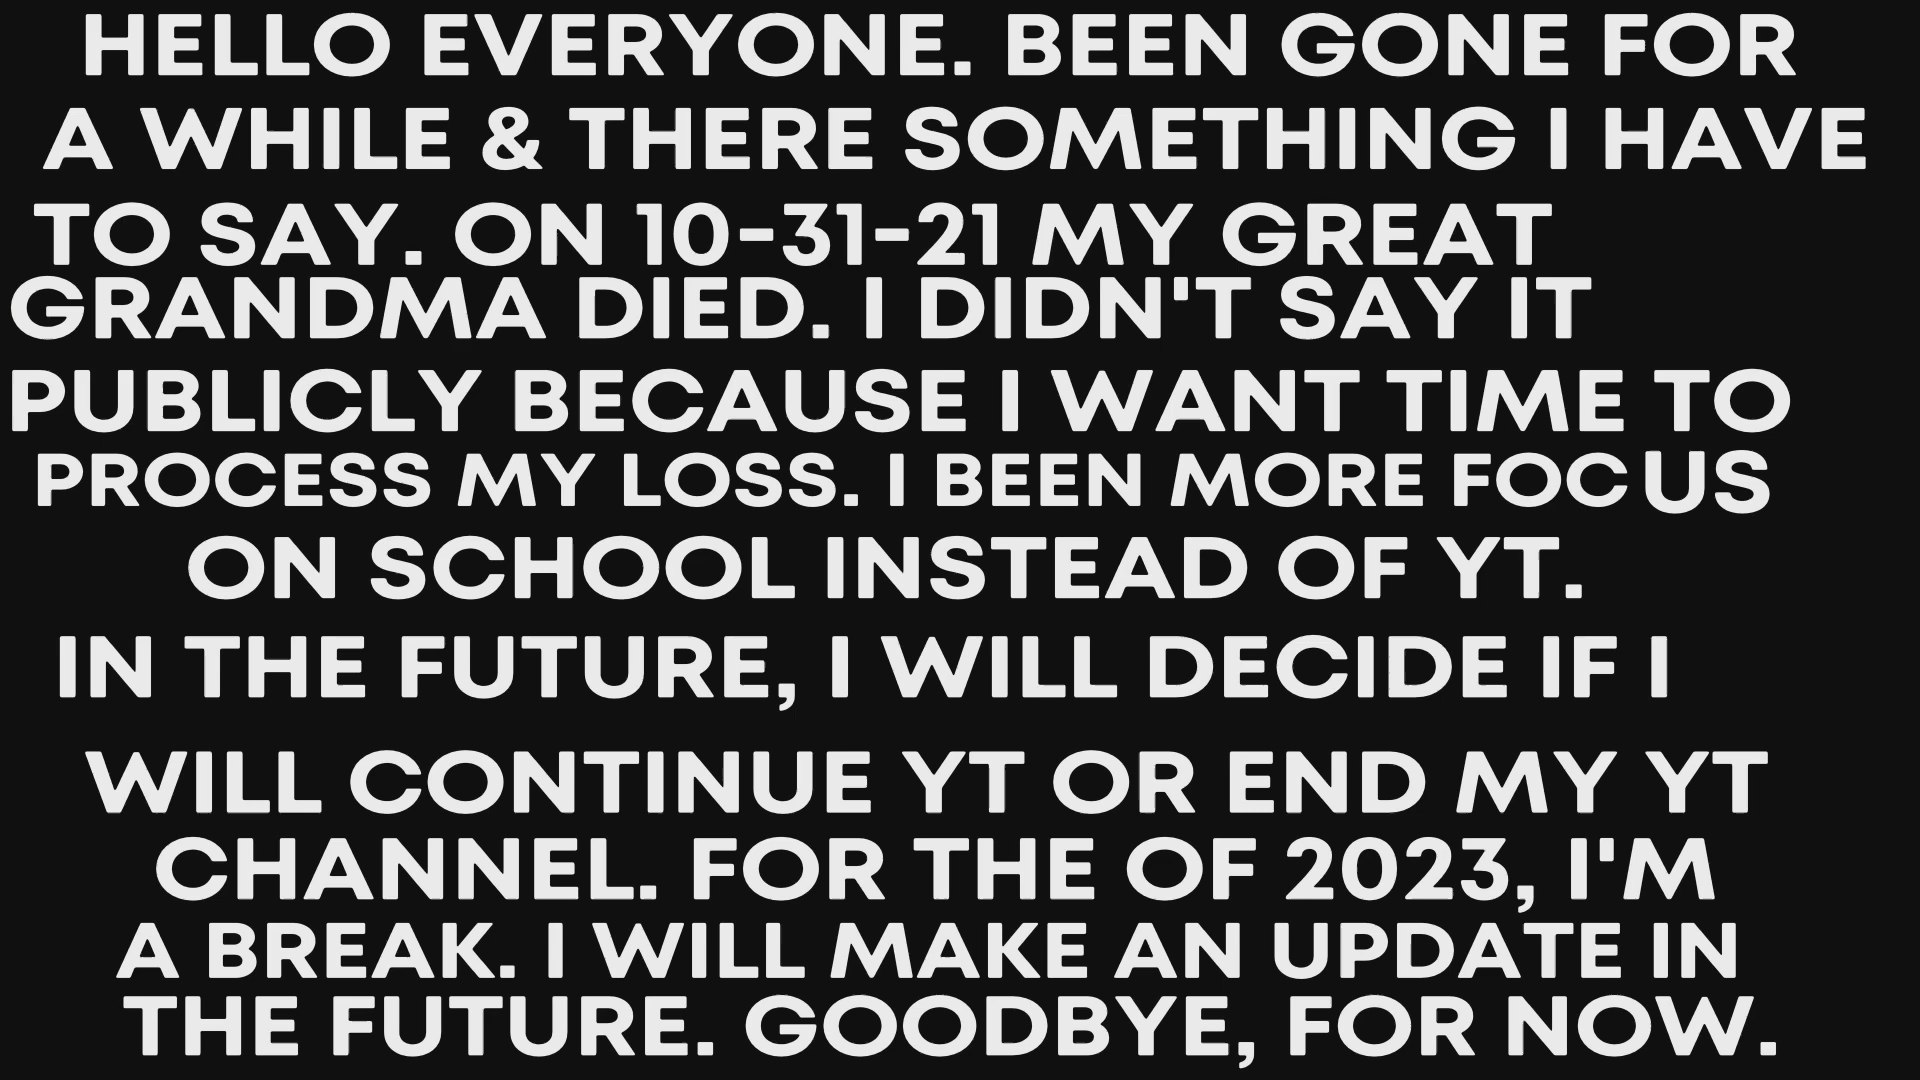 HELLO EVERYONE. BEEN GONE FOR
A WHILE & THERE SOMETHING I HAVE
TO SAY. ON 10-31-21 MY GREAT
GRANDMA DIED. I DIDN'T SAY IT
PUBLICLY BECAUSE I WANT TIME TO
PROCESS MY LOSS. I BEEN MORE FOCUS
ON SCHOOL INSTEAD OF YT.
IN THE FUTURE, I WILL DECIDE IF I
WILL CONTINUE YT OR END MY YT
CHANNEL. FOR THE OF 2023, I'M
A BREAK. I WILL MAKE AN UPDATE IN
THE FUTURE. GOODBYE, FOR NOW.